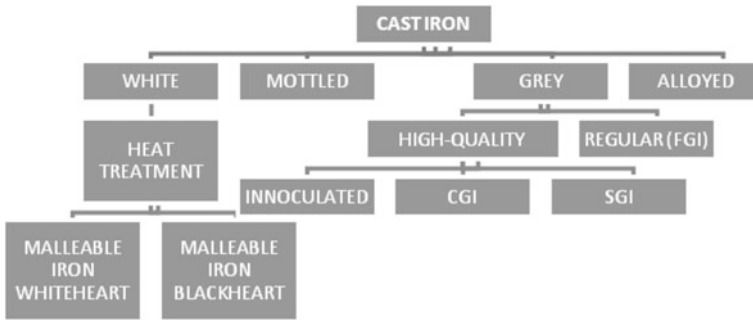 CAST IRON
WHITE
MOTTLED
GREY
ALLOYED
HEAT
TREATMENT
HIGH-QUALITY
REGULAR (FGI)
INNOCULATED
CGI
SGI
MALLEABLE
IRON
WHITEHEART
MALLEABLE
IRON
BLACKHEART